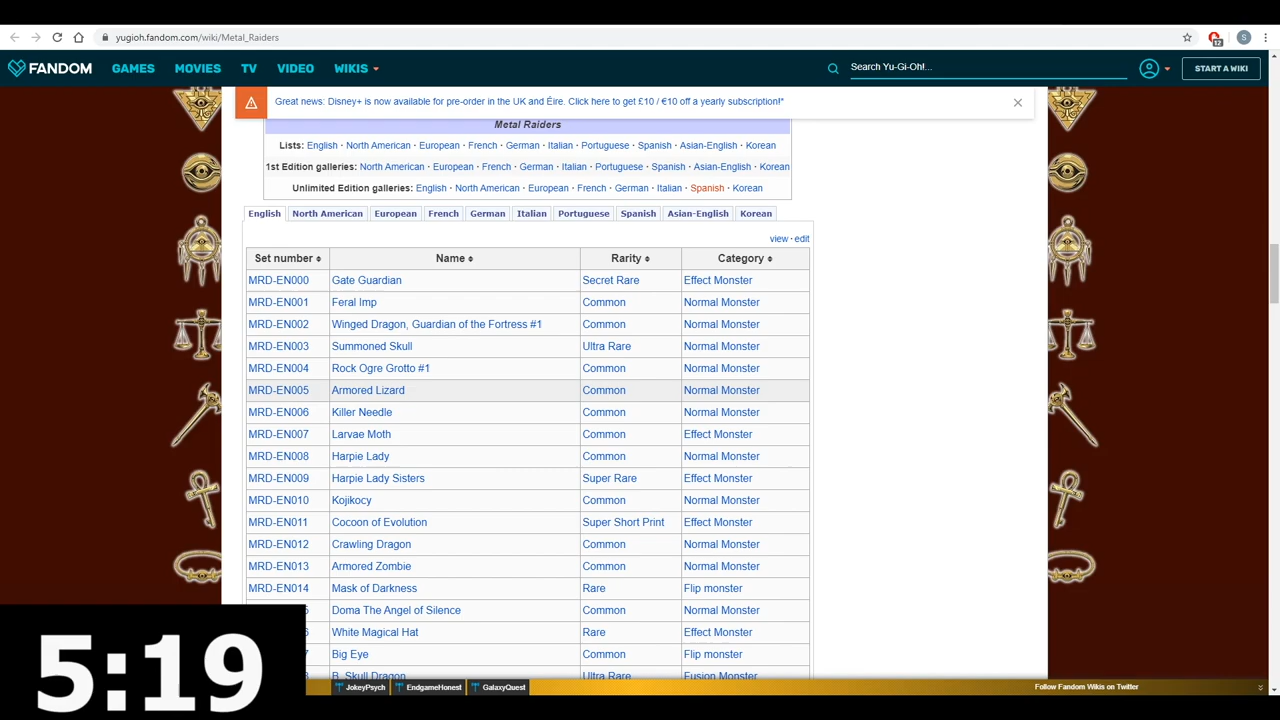 yugioh.fandom.com/wiki/Metal_Raiders
12
S
FANDOM GAMES MOVIES TV VIDEO WIKIS Search Yu-Gi-Oh!... START A WIKI
Great news: Disney+ is now available for pre-order in the UK and Éire. Click here to get £10 / €10 off a yearly subscription!*
Metal Raiders
Lists: English · North American · European · French · German · Italian · Portuguese · Spanish · Asian-English · Korean
1st Edition galleries: North American · European · French · German · Italian · Portuguese · Spanish · Asian-English · Korean
Unlimited Edition galleries: English · North American · European · French · German · Italian · Spanish · Korean
English North American European French German Italian Portuguese Spanish Asian-English Korean
view · edit
Set number Name Rarity Category
MRD-EN000 Gate Guardian Secret Rare Effect Monster
MRD-EN001 Feral Imp Common Normal Monster
MRD-EN002 Winged Dragon, Guardian of the Fortress #1 Common Normal Monster
MRD-EN003 Summoned Skull Ultra Rare Normal Monster
MRD-EN004 Rock Ogre Grotto #1 Common Normal Monster
MRD-EN005 Armored Lizard Common Normal Monster
MRD-EN006 Killer Needle Common Normal Monster
MRD-EN007 Larvae Moth Common Effect Monster
MRD-EN008 Harpie Lady Common Normal Monster
MRD-EN009 Harpie Lady Sisters Super Rare Effect Monster
MRD-EN010 Kojikocy Common Normal Monster
MRD-EN011 Cocoon of Evolution Super Short Print Effect Monster
MRD-EN012 Crawling Dragon Common Normal Monster
MRD-EN013 Armored Zombie Common Normal Monster
MRD-EN014 Mask of Darkness Rare Flip monster
Doma The Angel of Silence Common Normal Monster
White Magical Hat Rare Effect Monster
Big Eye Common Flip monster
B. Skull Dragon Ultra Rare Fusion Monster
5:19
JokeyPsych EndgameHonest GalaxyQuest Follow Fandom Wikis on Twitter